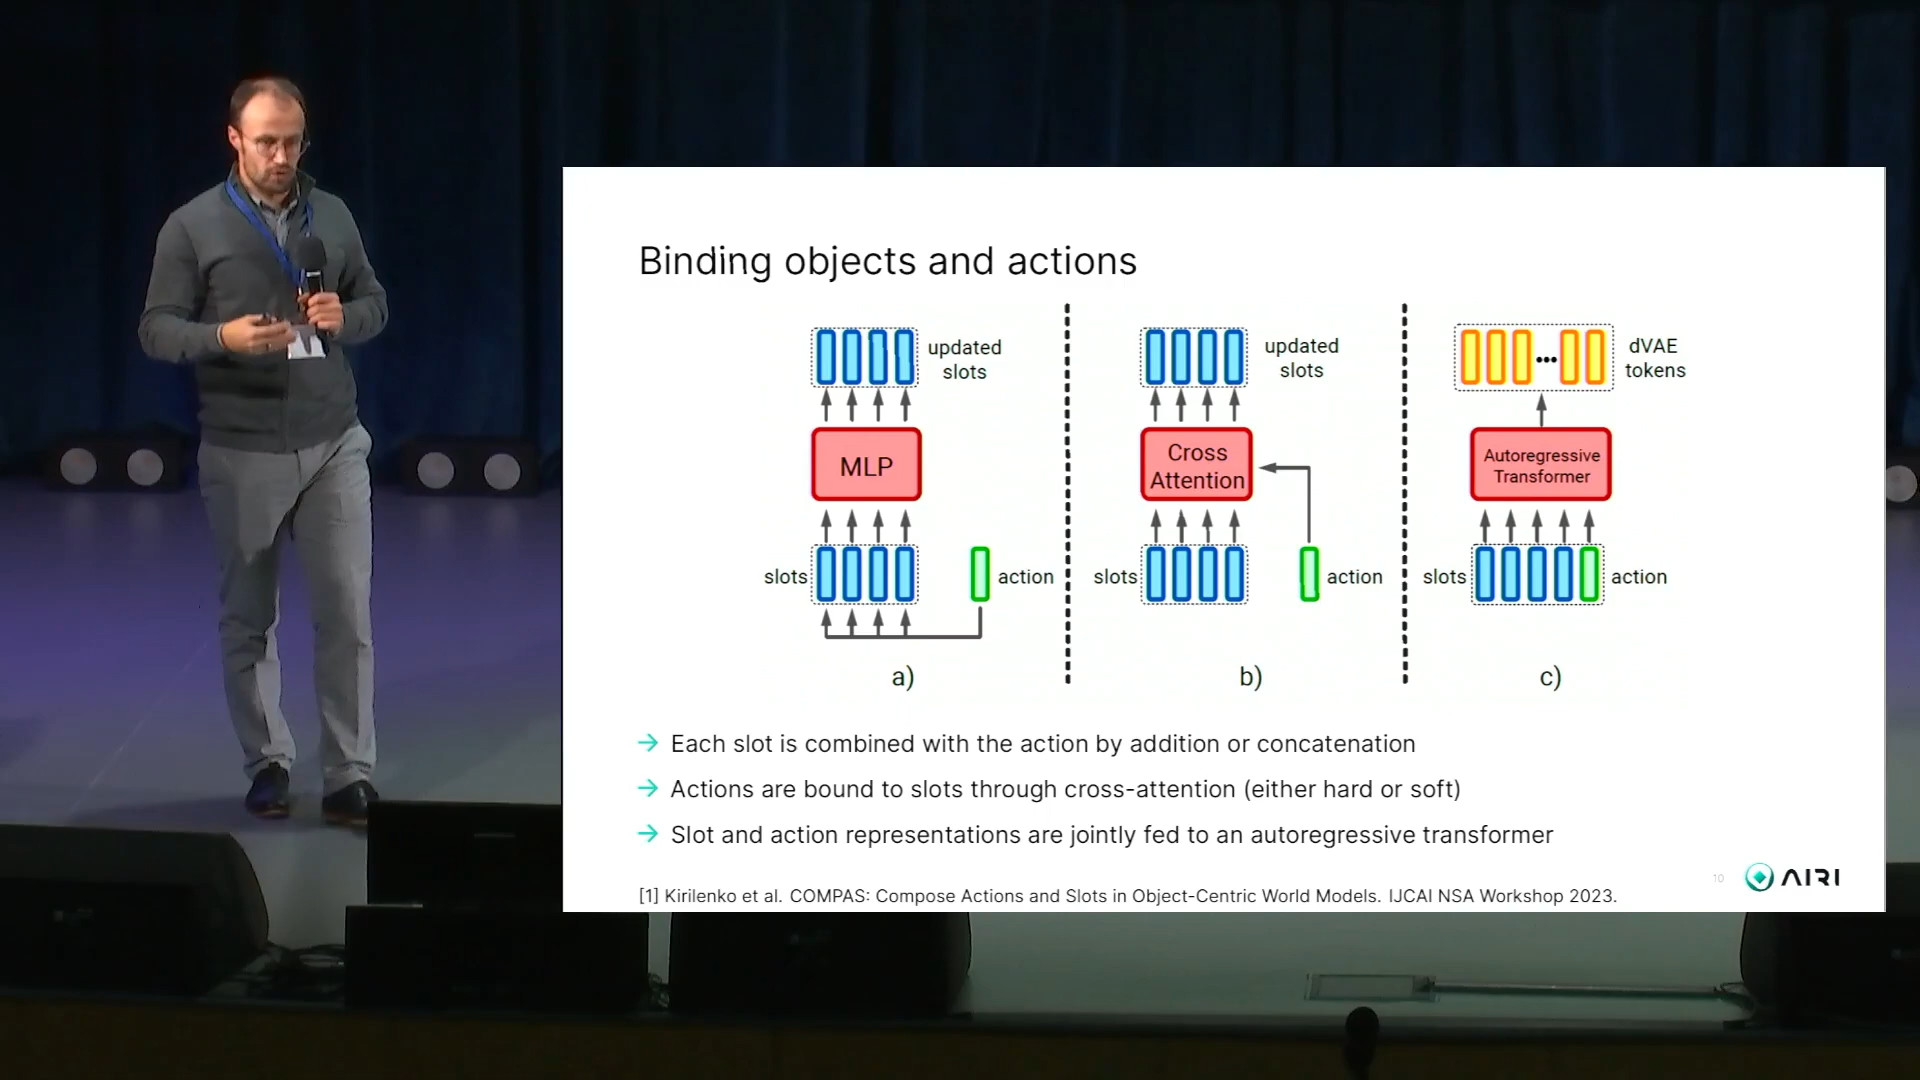 Binding objects and actions
updated
slots
MLP
slots
action
a)
updated
slots
Cross
Attention
slots
action
b)
dVAE
tokens
Autoregressive
Transformer
slots
action
c)
→ Each slot is combined with the action by addition or concatenation
→ Actions are bound to slots through cross-attention (either hard or soft)
→ Slot and action representations are jointly fed to an autoregressive transformer
10
AIRI
[1] Kirilenko et al. COMPAS: Compose Actions and Slots in Object-Centric World Models. IJCAI NSA Workshop 2023.